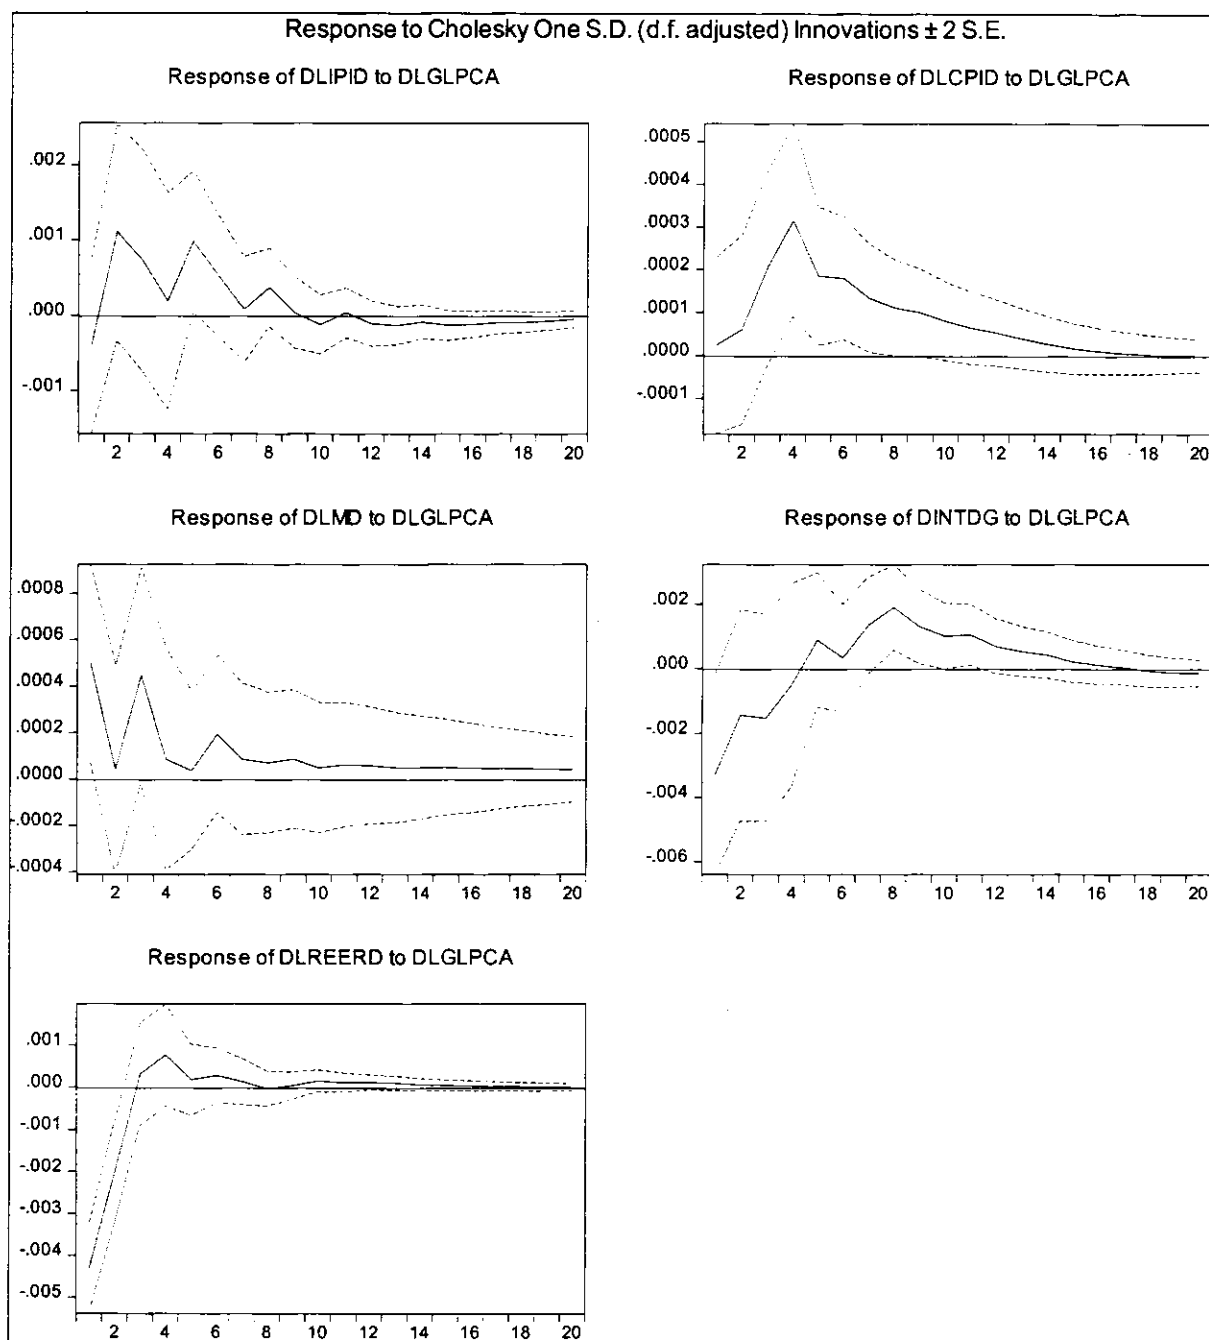 Response to Cholesky One S.D. (d.f. adjusted) Innovations ± 2 S.E.
Response of DLIPID to DLGLPCA
.002
.001
.000
-.001
2 4 6 8 10 12 14 16 18 20
Response of DLCPID to DLGLPCA
.0005
.0004
.0003
.0002
.0001
.0000
-.0001
2 4 6 8 10 12 14 16 18 20
Response of DLMD to DLGLPCA
.0008
.0006
.0004
.0002
.0000
-.0002
-.0004
2 4 6 8 10 12 14 16 18 20
Response of DINTDG to DLGLPCA
.002
.000
-.002
-.004
-.006
2 4 6 8 10 12 14 16 18 20
Response of DLREERD to DLGLPCA
.001
.000
-.001
-.002
-.003
-.004
-.005
2 4 6 8 10 12 14 16 18 20